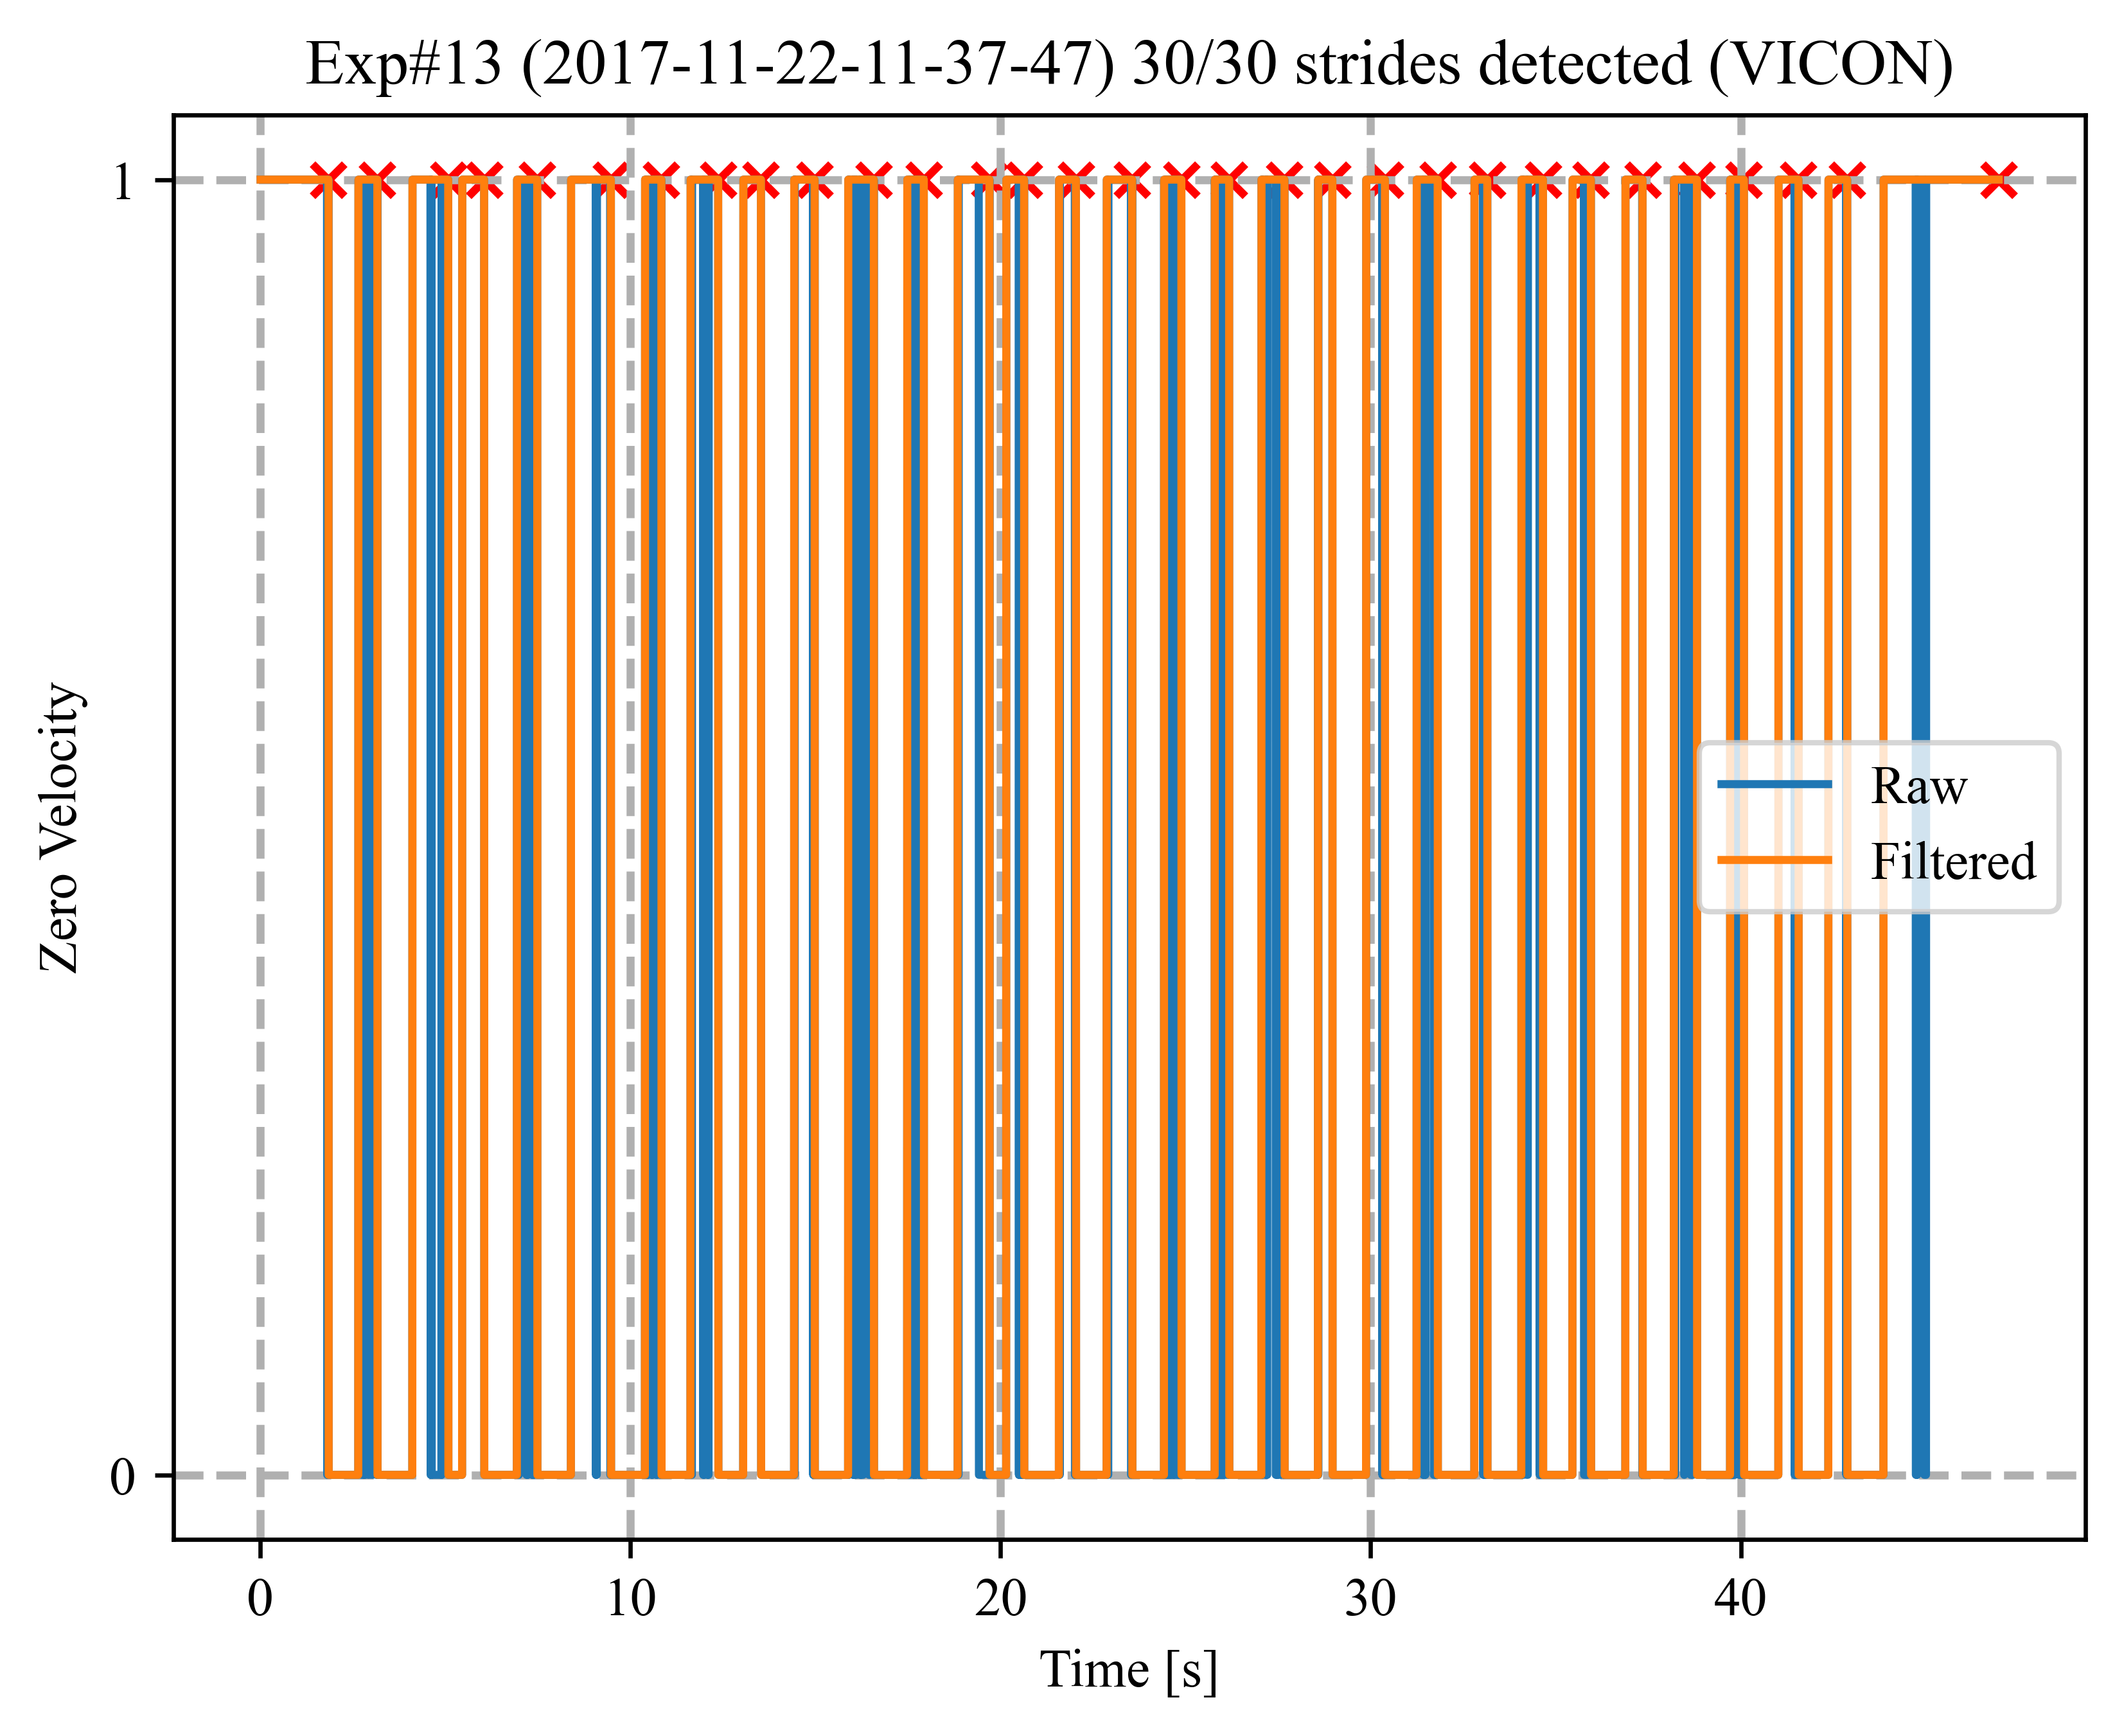 Exp#13 (2017-11-22-11-37-47) 30/30 strides detected (VICON)
1
Zero Velocity
Raw
Filtered
0
0 10 20 30 40
Time [s]